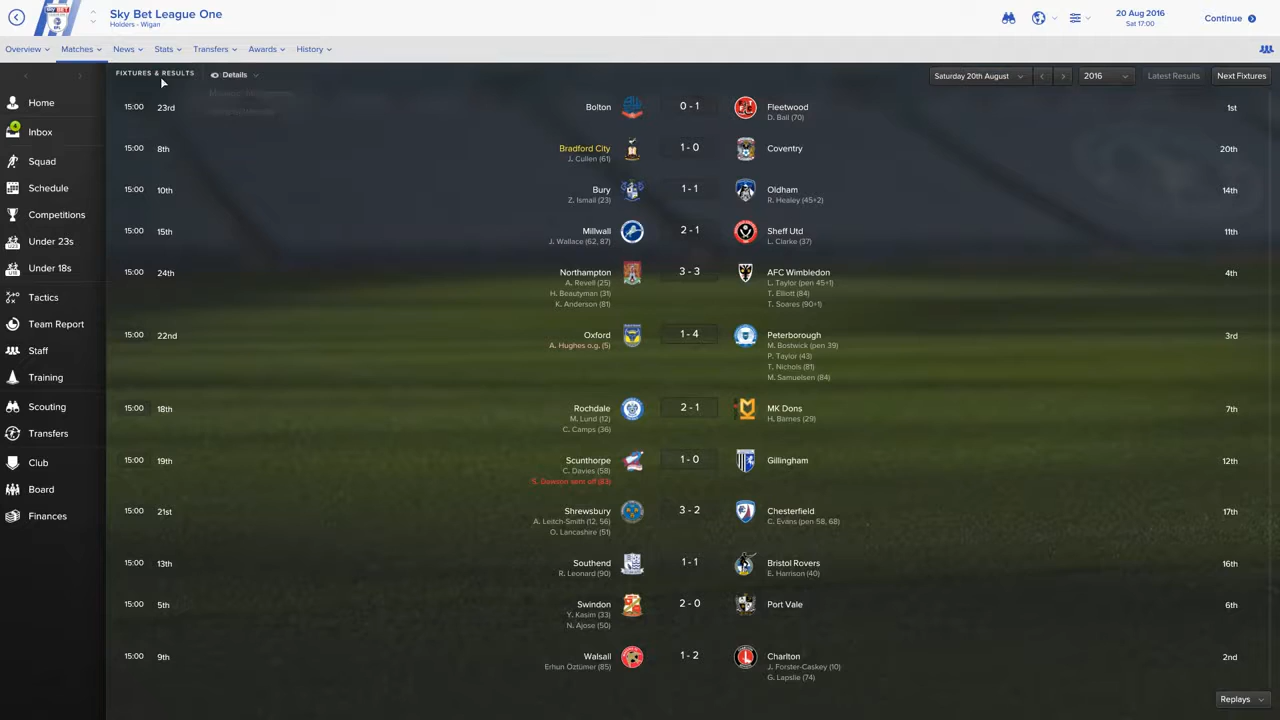 Sky Bet League One
Holders - Wigan
20 Aug 2016
Sat 17:00
Continue
Overview
Matches
News
Stats
Transfers
Awards
History
FIXTURES & RESULTS
Details
Saturday 20th August
2016
Latest Results
Next Fixtures
Home
4
Inbox
Squad
Schedule
Competitions
Under 23s
Under 18s
Tactics
Team Report
Staff
Training
Scouting
Transfers
Club
Board
Finances
15:00 23rd Bolton 0 - 1 Fleetwood 1st
D. Ball (70)
15:00 8th Bradford City 1 - 0 Coventry 20th
J. Cullen (61)
15:00 10th Bury 1 - 1 Oldham 14th
Z. Ismail (23) R. Healey (45+2)
15:00 15th Millwall 2 - 1 Sheff Utd 11th
J. Wallace (62, 87) L. Clarke (37)
15:00 24th Northampton 3 - 3 AFC Wimbledon 4th
A. Revell (25) L. Taylor (pen 45+1)
H. Beautyman (31) T. Elliott (84)
K. Anderson (81) T. Soares (90+1)
15:00 22nd Oxford 1 - 4 Peterborough 3rd
A. Hughes o.g. (5) M. Bostwick (pen 39)
P. Taylor (43)
T. Nichols (81)
M. Samuelsen (84)
15:00 18th Rochdale 2 - 1 MK Dons 7th
M. Lund (12) H. Barnes (29)
C. Camps (36)
15:00 19th Scunthorpe 1 - 0 Gillingham 12th
C. Davies (58)
S. Dawson sent off (83)
15:00 21st Shrewsbury 3 - 2 Chesterfield 17th
A. Leitch-Smith (12, 56) C. Evans (pen 58, 68)
O. Lancashire (51)
15:00 13th Southend 1 - 1 Bristol Rovers 16th
R. Leonard (90) E. Harrison (40)
15:00 5th Swindon 2 - 0 Port Vale 6th
Y. Kasim (33)
N. Ajose (50)
15:00 9th Walsall 1 - 2 Charlton 2nd
Erhun Oztümer (85) J. Forster-Caskey (10)
G. Lapslie (74)
Replays